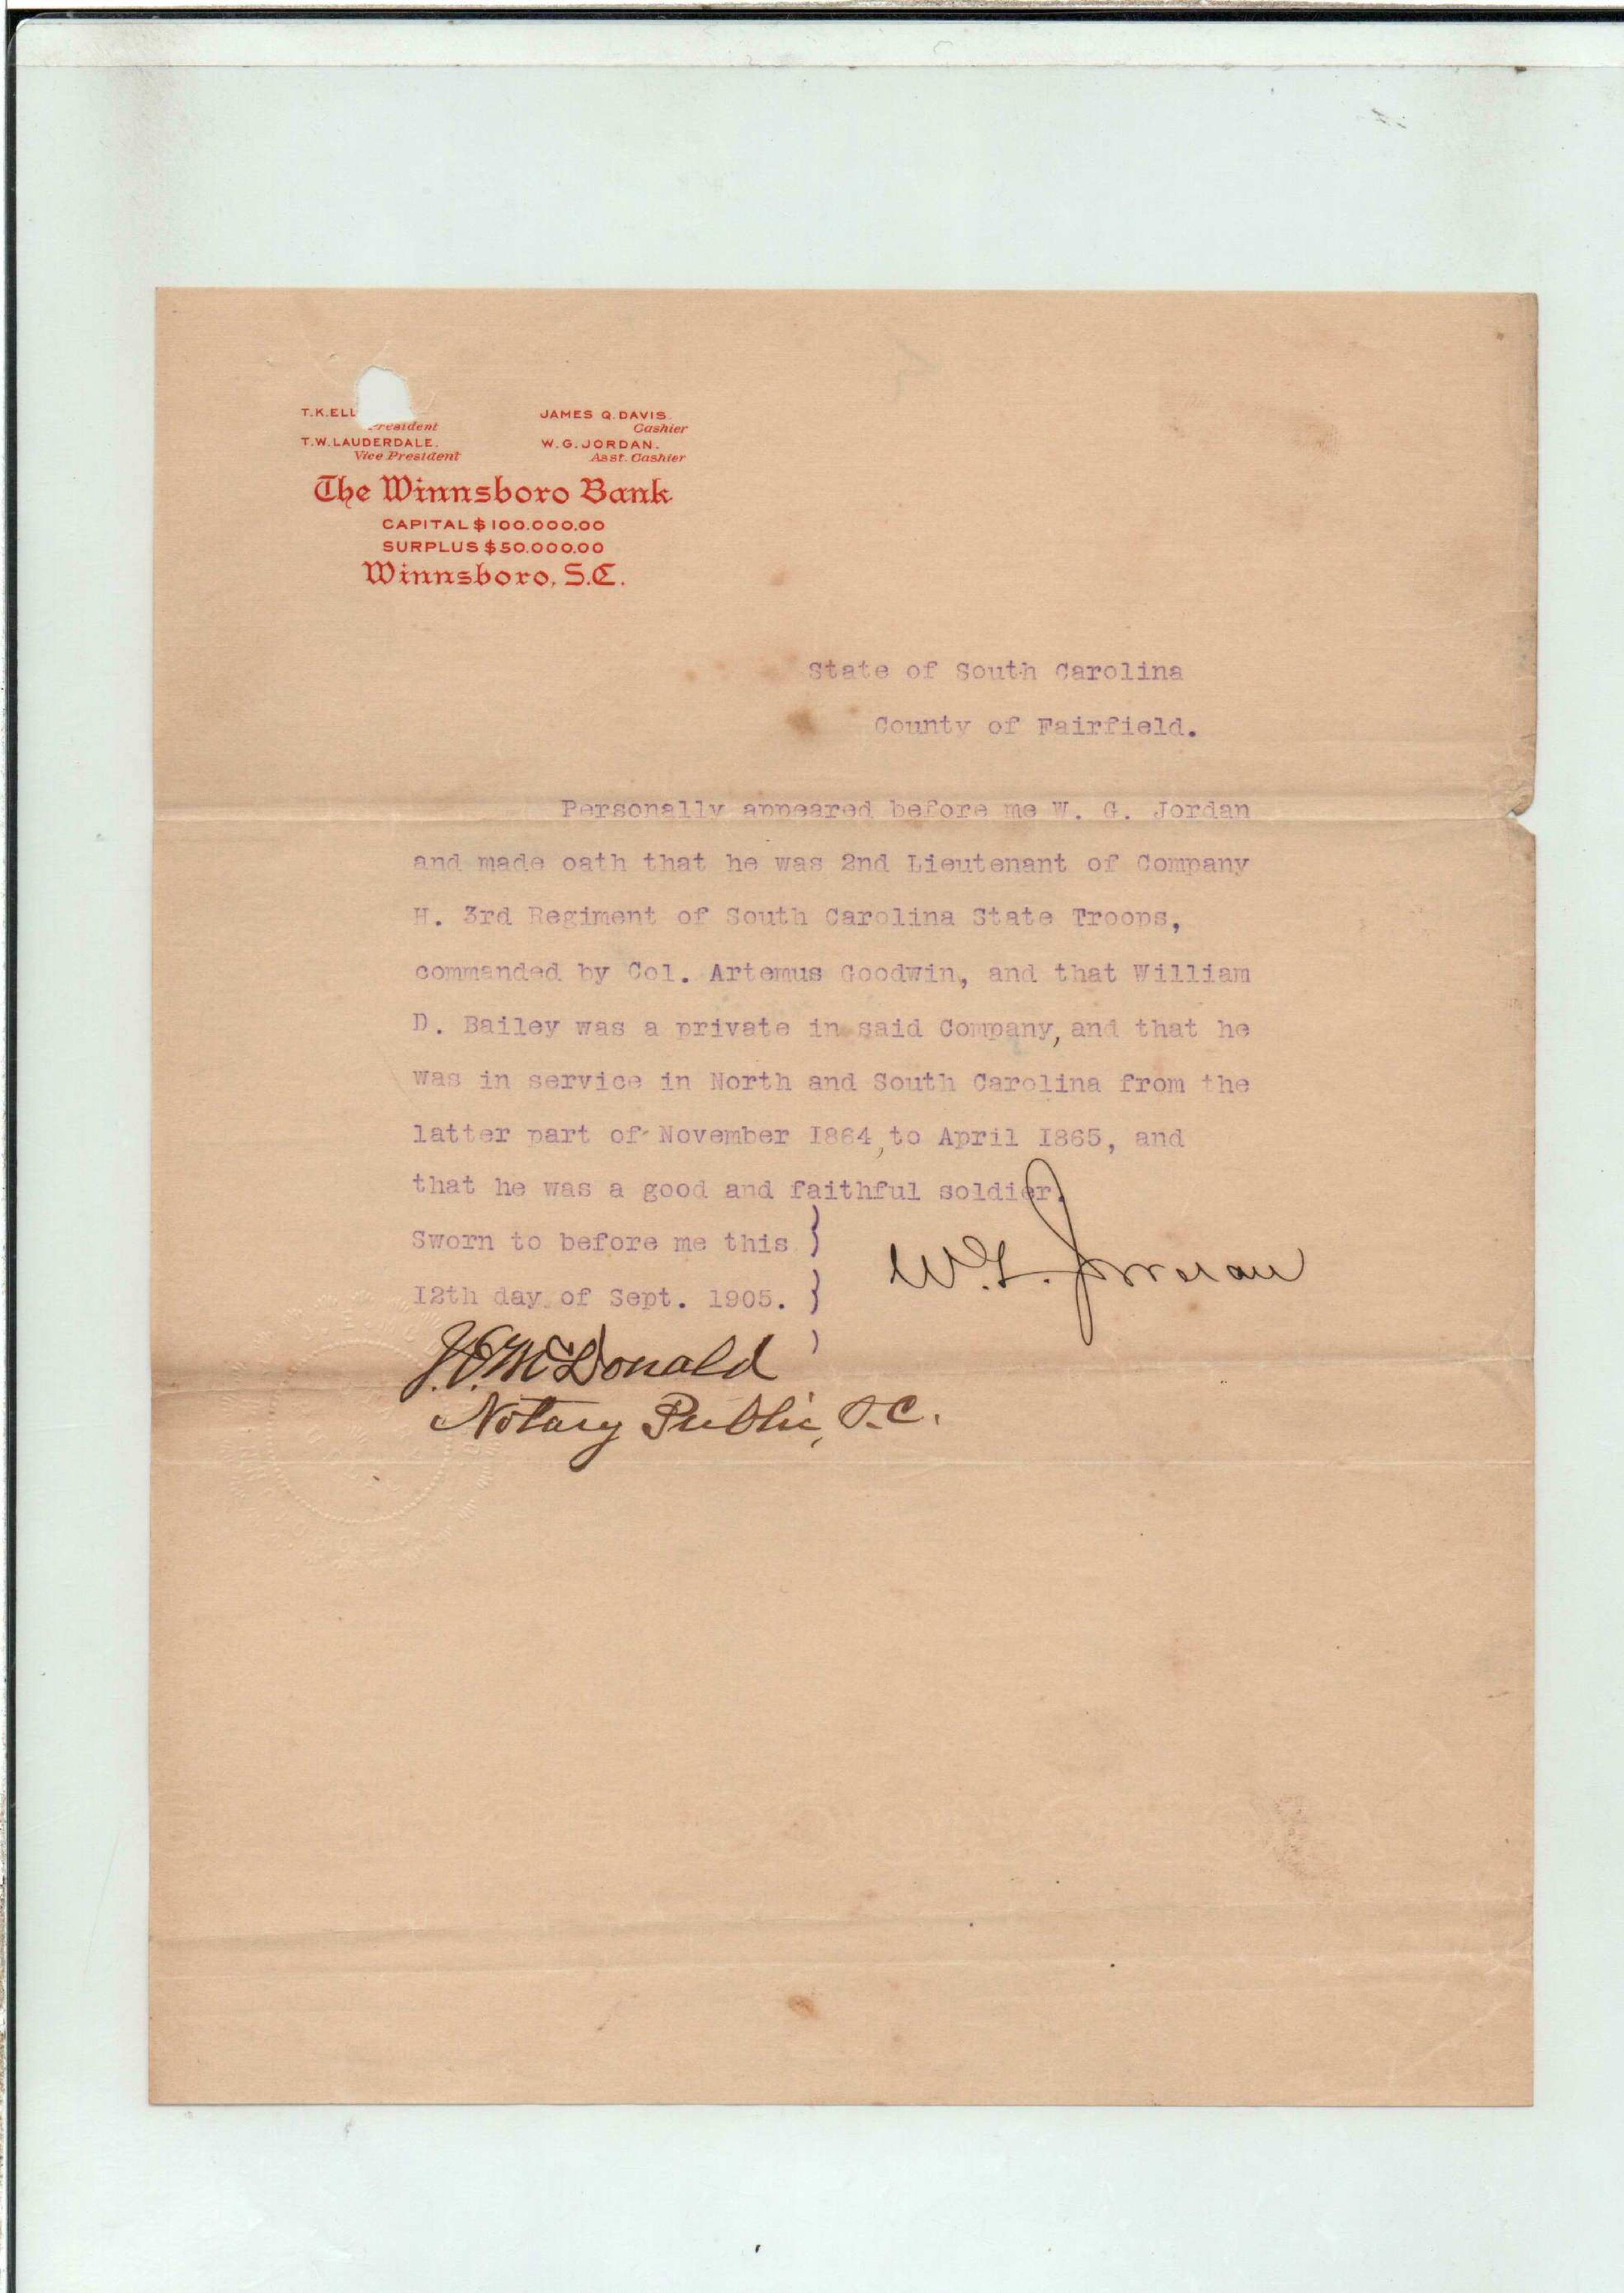 T.K.ELL
President
T.W.LAUDERDALE.
Vice President
JAMES Q. DAVIS.
Cashier
W.G. JORDAN.
Asst. Cashier
The Winnsboro Bank
CAPITAL $100.000.00
SURPLUS $50.000.00
Winnsboro, S.C.
State of South Carolina
County of Fairfield.
Personally appeared before me W. G. Jordan
and made oath that he was 2nd Lieutenant of Company
H. 3rd Regiment of South Carolina State Troops,
commanded by Col. Artemus Goodwin, and that William
D. Bailey was a private in said Company, and that he
was in service in North and South Carolina from the
latter part of November I864, to April I865, and
that he was a good and faithful soldier.
Sworn to before me this }
I2th day of Sept. 1905. }
W.G. Jordan
J.E. McDonald
Notary Public, S.C.